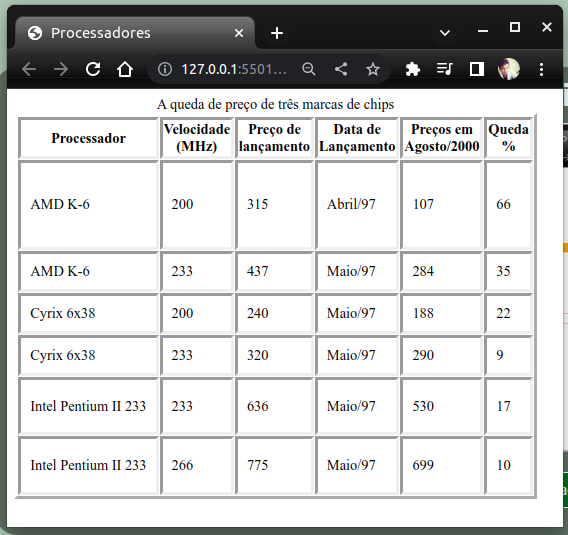 Processadores
127.0.0.1:5501...
A queda de preço de três marcas de chips
Processador Velocidade (MHz) Preço de lançamento Data de Lançamento Preços em Agosto/2000 Queda %
AMD K-6 200 315 Abril/97 107 66
AMD K-6 233 437 Maio/97 284 35
Cyrix 6x38 200 240 Maio/97 188 22
Cyrix 6x38 233 320 Maio/97 290 9
Intel Pentium II 233 233 636 Maio/97 530 17
Intel Pentium II 233 266 775 Maio/97 699 10